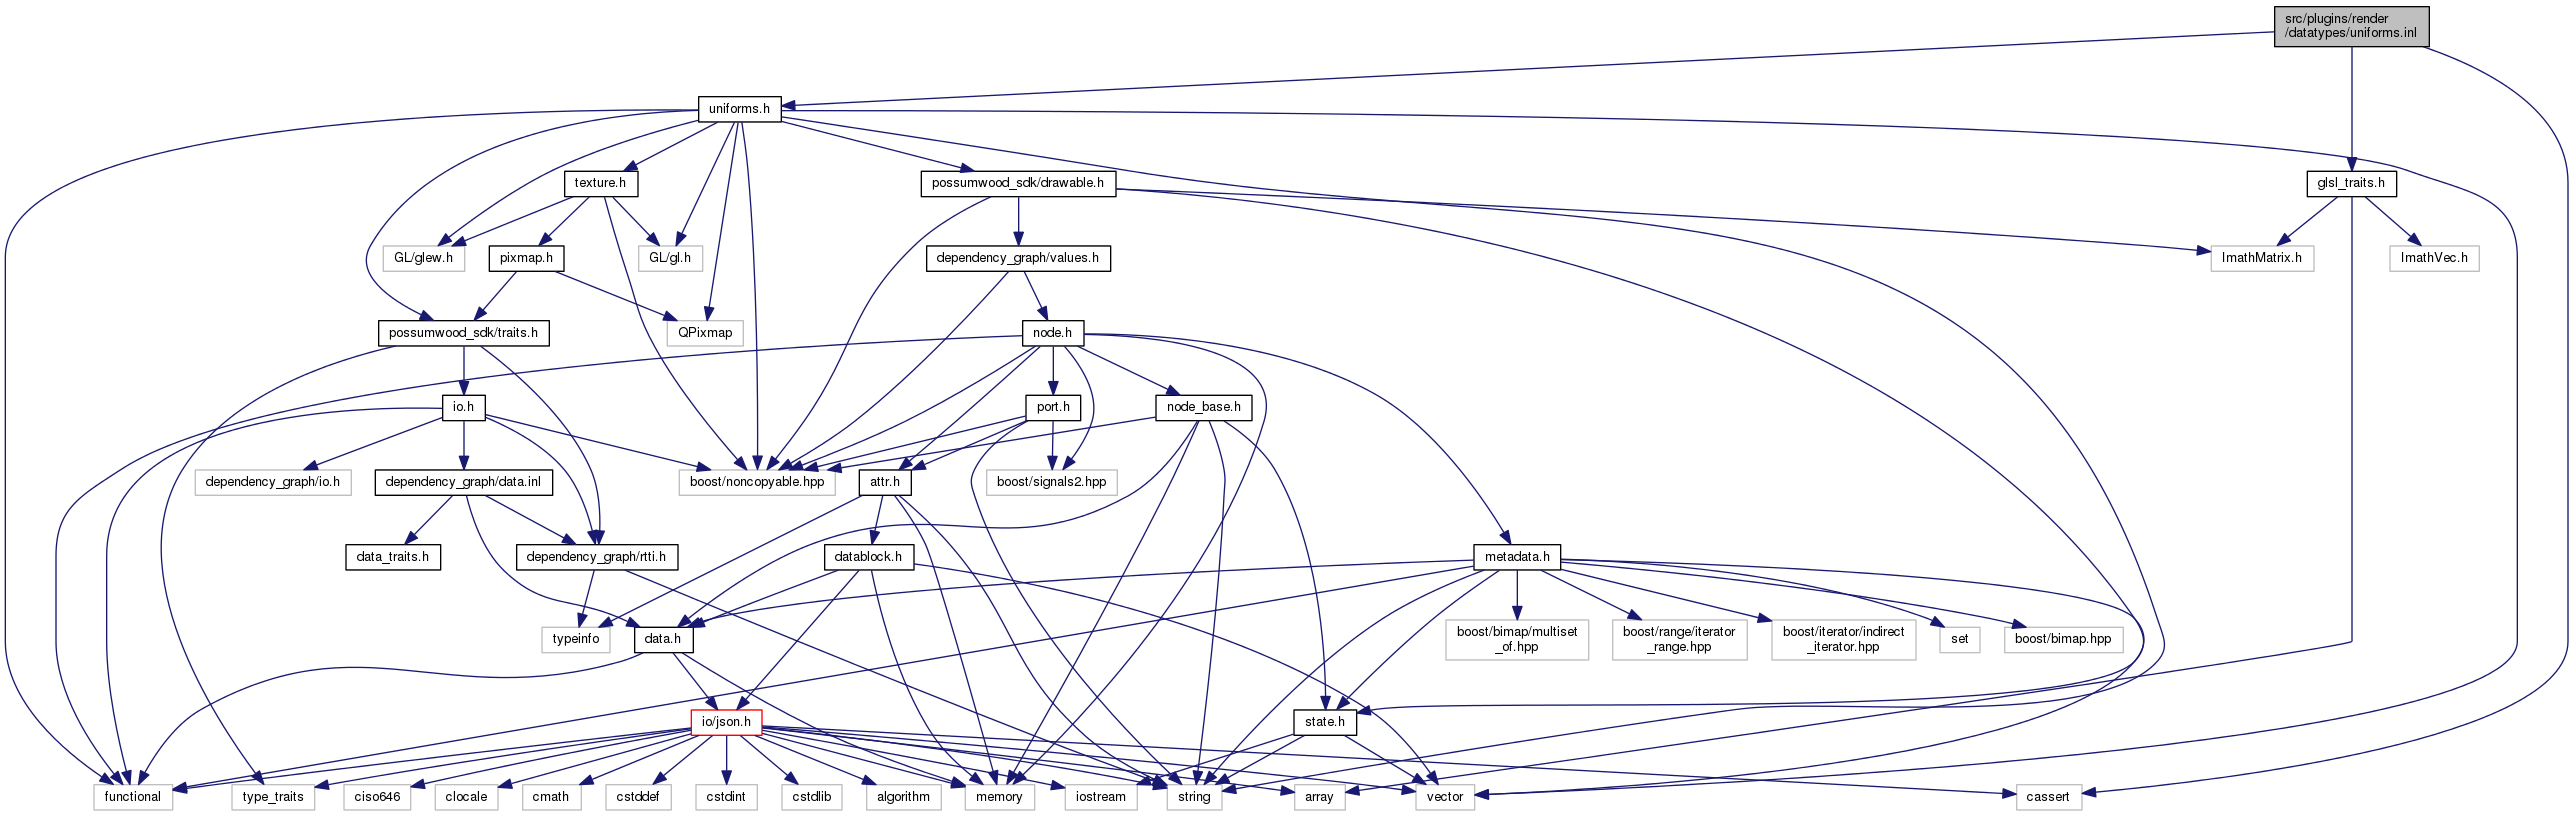 src/plugins/render
/datatypes/uniforms.inl
uniforms.h
texture.h
possumwood_sdk/drawable.h
glsl_traits.h
GL/glew.h
pixmap.h
GL/gl.h
dependency_graph/values.h
ImathMatrix.h
ImathVec.h
possumwood_sdk/traits.h
QPixmap
node.h
io.h
port.h
node_base.h
dependency_graph/io.h
dependency_graph/data.inl
boost/noncopyable.hpp
attr.h
boost/signals2.hpp
data_traits.h
dependency_graph/rtti.h
datablock.h
metadata.h
typeinfo
data.h
boost/bimap/multiset
_of.hpp
boost/range/iterator
_range.hpp
boost/iterator/indirect
_iterator.hpp
set
boost/bimap.hpp
io/json.h
state.h
functional
type_traits
ciso646
clocale
cmath
cstddef
cstdint
cstdlib
algorithm
memory
iostream
string
array
vector
cassert